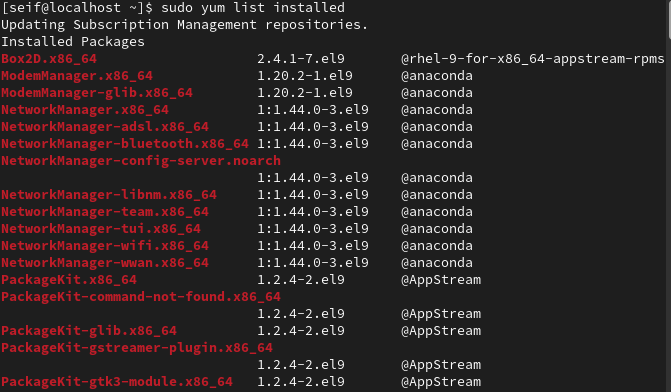 [seif@localhost ~]$ sudo yum list installed
Updating Subscription Management repositories.
Installed Packages
Box2D.x86_64 2.4.1-7.el9 @rhel-9-for-x86_64-appstream-rpms
ModemManager.x86_64 1.20.2-1.el9 @anaconda
ModemManager-glib.x86_64 1.20.2-1.el9 @anaconda
NetworkManager.x86_64 1:1.44.0-3.el9 @anaconda
NetworkManager-adsl.x86_64 1:1.44.0-3.el9 @anaconda
NetworkManager-bluetooth.x86_64 1:1.44.0-3.el9 @anaconda
NetworkManager-config-server.noarch
1:1.44.0-3.el9 @anaconda
NetworkManager-libnm.x86_64 1:1.44.0-3.el9 @anaconda
NetworkManager-team.x86_64 1:1.44.0-3.el9 @anaconda
NetworkManager-tui.x86_64 1:1.44.0-3.el9 @anaconda
NetworkManager-wifi.x86_64 1:1.44.0-3.el9 @anaconda
NetworkManager-wwan.x86_64 1:1.44.0-3.el9 @anaconda
PackageKit.x86_64 1.2.4-2.el9 @AppStream
PackageKit-command-not-found.x86_64
1.2.4-2.el9 @AppStream
PackageKit-glib.x86_64 1.2.4-2.el9 @AppStream
PackageKit-gstreamer-plugin.x86_64
1.2.4-2.el9 @AppStream
PackageKit-gtk3-module.x86_64 1.2.4-2.el9 @AppStream